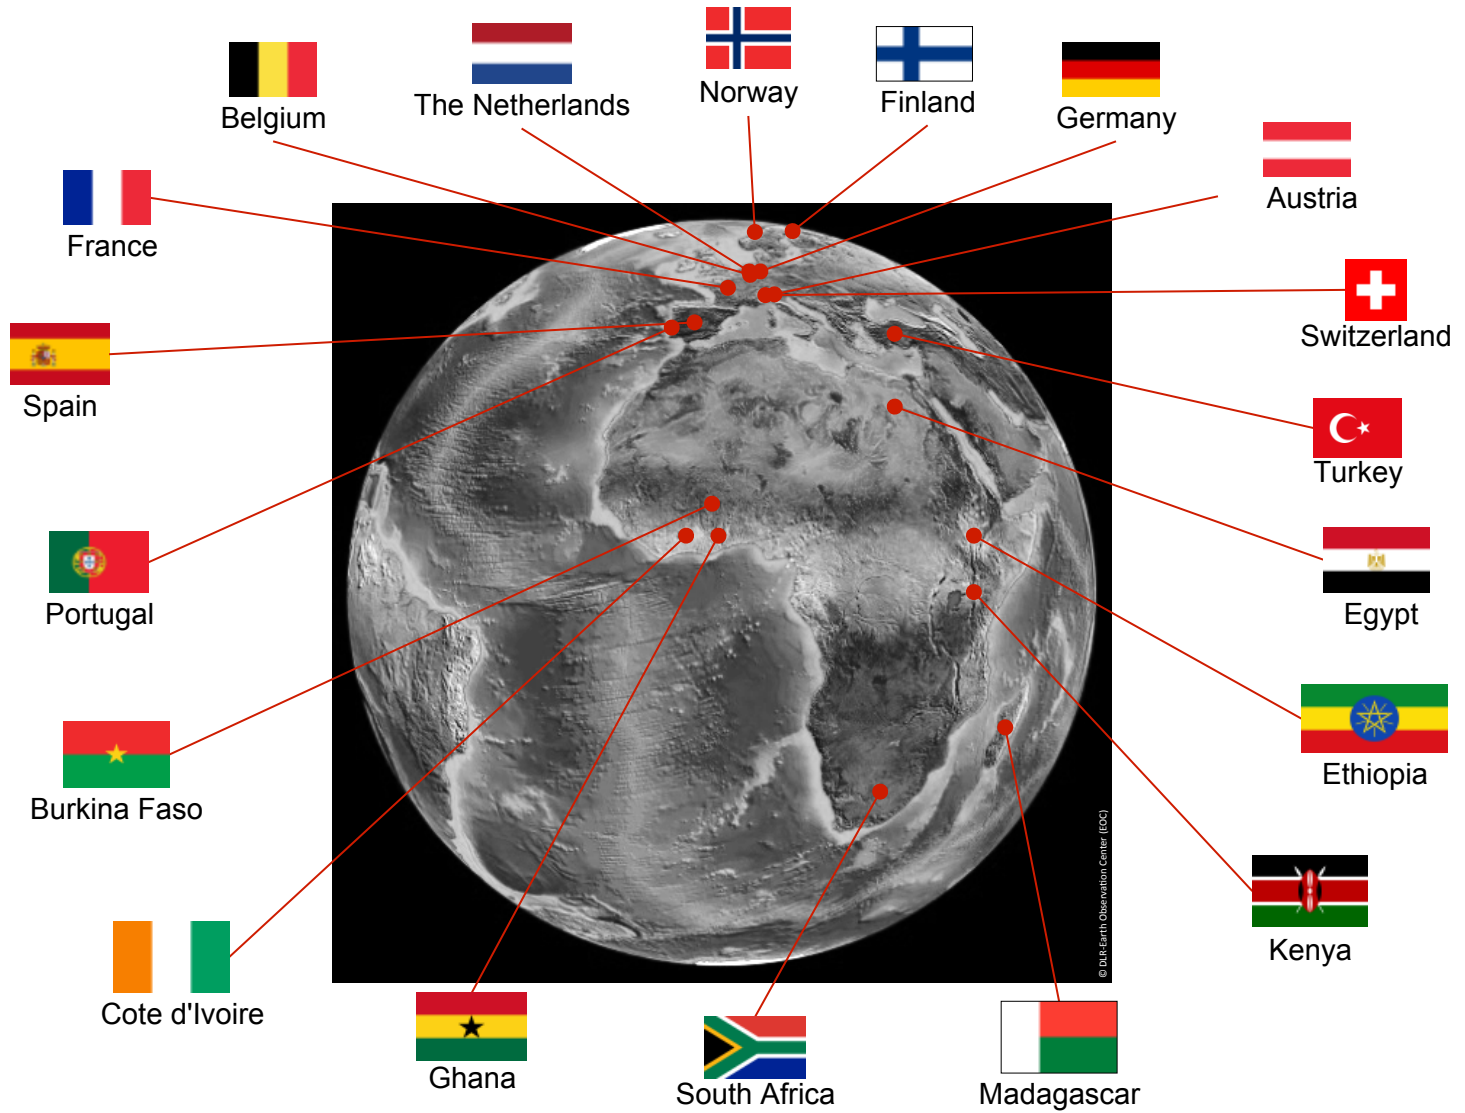 Norway
Finland
Belgium
The Netherlands
Germany
Austria
France
Switzerland
Spain
Turkey
Portugal
Egypt
Burkina Faso
Ethiopia
© DLR-Earth Observation Center (EOC)
Kenya
Cote d'Ivoire
Ghana
South Africa
Madagascar